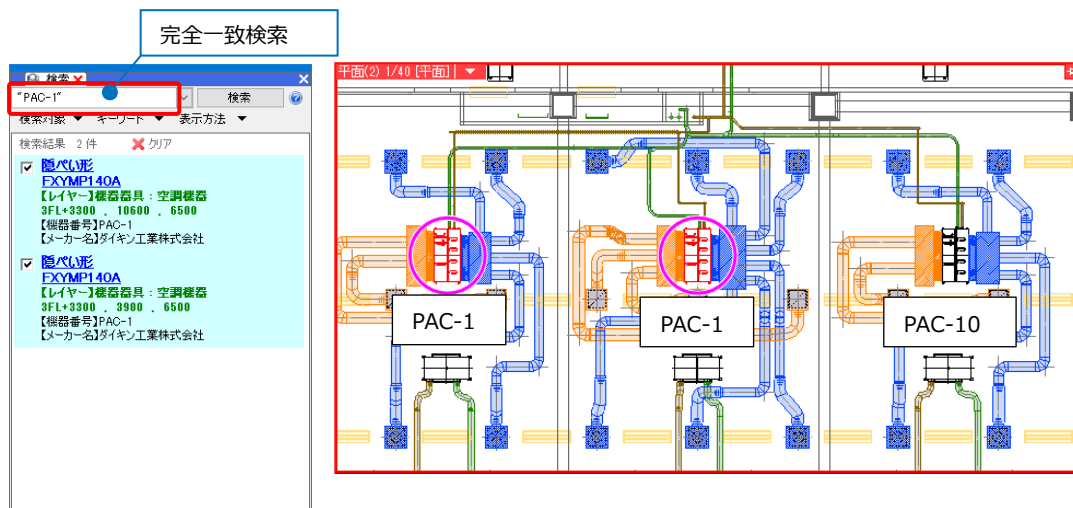 完全一致検索
検索
"PAC-1"
検索
検索対象 ▼ キーワード ▼ 表示方法 ▼
検索結果 2 件 クリア
隠ぺい形
FXYMP140A
【レイヤー】機器器具 : 空調機器
3FL+3300 . 10600 . 6500
【機器番号】PAC-1
【メーカー名】ダイキン工業株式会社
隠ぺい形
FXYMP140A
【レイヤー】機器器具 : 空調機器
3FL+3300 . 3900 . 6500
【機器番号】PAC-1
【メーカー名】ダイキン工業株式会社
平面(2) 1/40 [平面]
PAC-1
PAC-1
PAC-10